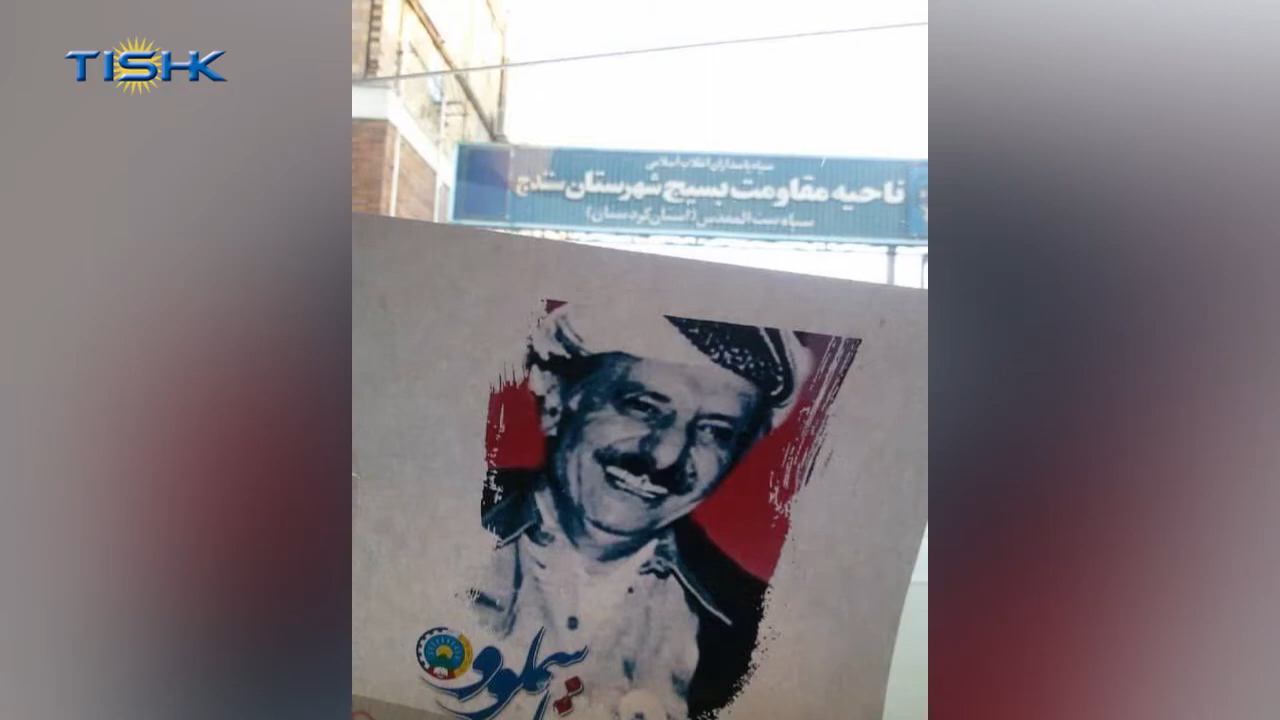 TISHK
سپاه پاسداران انقلاب اسلامی
ناحیه مقاومت بسیج شهرستان سنندج
سپاه بیت المقدس (استان کردستان)